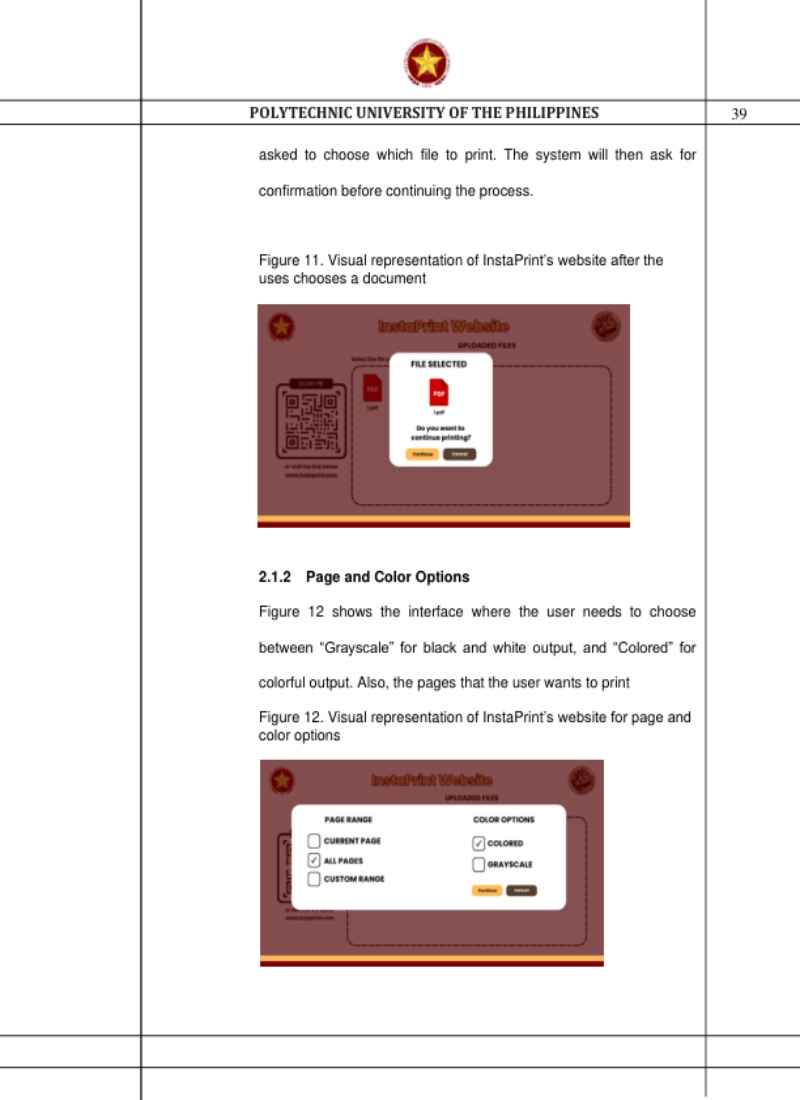 POLYTECHNIC UNIVERSITY OF THE PHILIPPINES
39
asked to choose which file to print. The system will then ask for
confirmation before continuing the process.
Figure 11. Visual representation of InstaPrint's website after the
uses chooses a document
InstaPrint Website
UPLOADED FILES
Select the file
FILE SELECTED
SCAN ME
PDF
1.pdf
PDF
1.pdf
Do you want to
continue printing?
Continue
Cancel
or visit the link below
www.instaprint.com
2.1.2 Page and Color Options
Figure 12 shows the interface where the user needs to choose
between “Grayscale” for black and white output, and “Colored” for
colorful output. Also, the pages that the user wants to print
Figure 12. Visual representation of InstaPrint's website for page and
color options
InstaPrint Website
UPLOADED FILES
PAGE RANGE
CURRENT PAGE
ALL PAGES
CUSTOM RANGE
COLOR OPTIONS
COLORED
GRAYSCALE
Continue
Cancel
www.instaprint.com